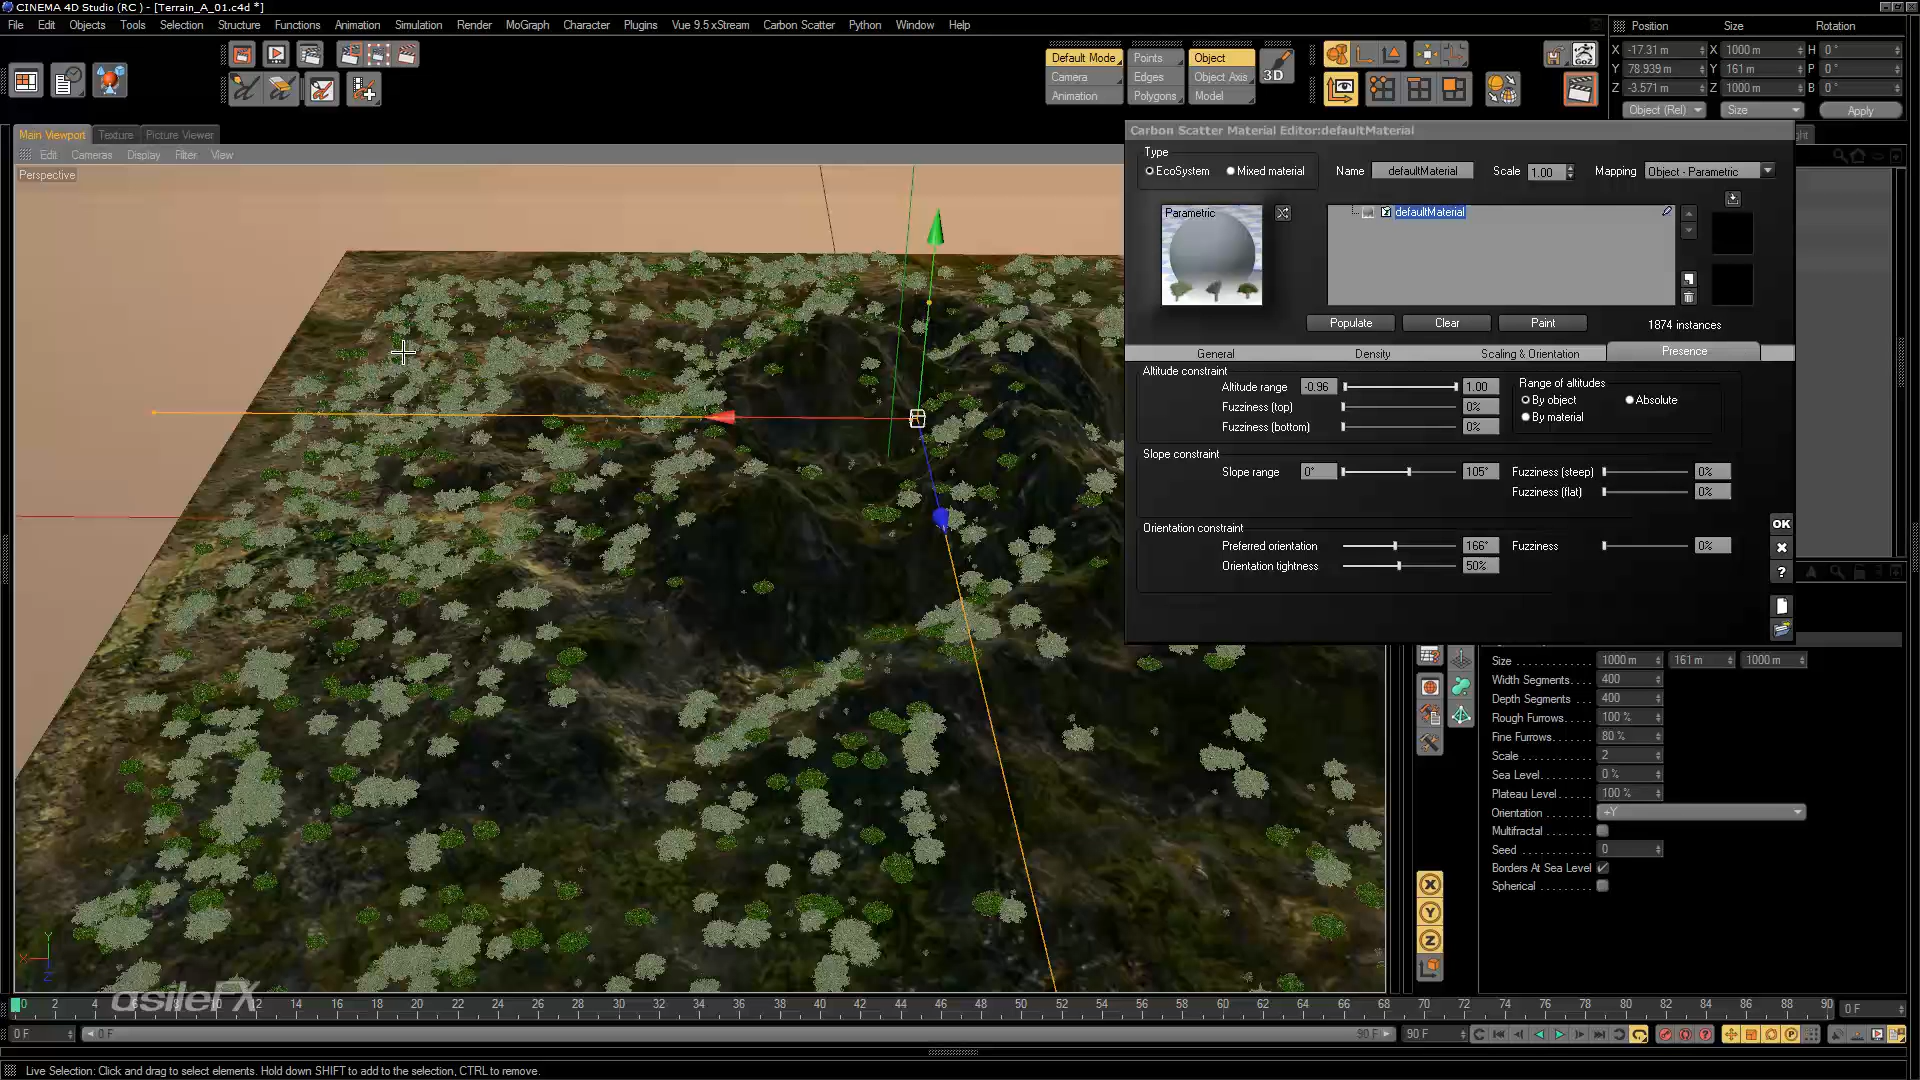 CINEMA 4D Studio (RC ) - [Terrain_A_01.c4d *]
File Edit Objects Tools Selection Structure Functions Animation Simulation Render MoGraph Character Plugins Vue 9.5 xStream Carbon Scatter Python Window Help
Default Mode Points Object
Camera Edges Object Axis
Animation Polygons Model
3D
GoZ
Position Size Rotation
X -17.31 m X 1000 m H 0 °
Y 78.939 m Y 161 m P 0 °
Z -3.571 m Z 1000 m B 0 °
Object (Rel) Size Apply
Main Viewport Texture Picture Viewer
Edit Cameras Display Filter View
Perspective
Carbon Scatter Material Editor:defaultMaterial
Type
EcoSystem Mixed material Name defaultMaterial Scale 1.00 Mapping Object - Parametric
Parametric
defaultMaterial
Populate Clear Paint 1874 instances
General Density Scaling & Orientation Presence
Altitude constraint
Altitude range -0.96 1.00
Fuzziness (top) 0%
Fuzziness (bottom) 0%
Range of altitudes
By object Absolute
By material
Slope constraint
Slope range 0° 105° Fuzziness (steep) 0%
Fuzziness (flat) 0%
Orientation constraint
Preferred orientation 166° Fuzziness 0%
Orientation tightness 50%
OK
?
Size 1000 m 161 m 1000 m
Width Segments. . . . 400
Depth Segments . . . 400
Rough Furrows. . . . 100 %
Fine Furrows. . . . . 80 %
Scale . . . . . . . . . 2
Sea Level. . . . . . . 0 %
Plateau Level. . . . . 100 %
Orientation . . . . . . +Y
Multifractal . . . . . .
Seed . . . . . . . . . 0
Borders At Sea Level
Spherical . . . . . . .
X
Y
Z
Y
X
Z
asileFX
0 2 4 6 8 10 12 14 16 18 20 22 24 26 28 30 32 34 36 38 40 42 44 46 48 50 52 54 56 58 60 62 64 66 68 70 72 74 76 78 80 82 84 86 88 90 0 F
0 F 0 F 90 F 90 F
Live Selection: Click and drag to select elements. Hold down SHIFT to add to the selection, CTRL to remove.